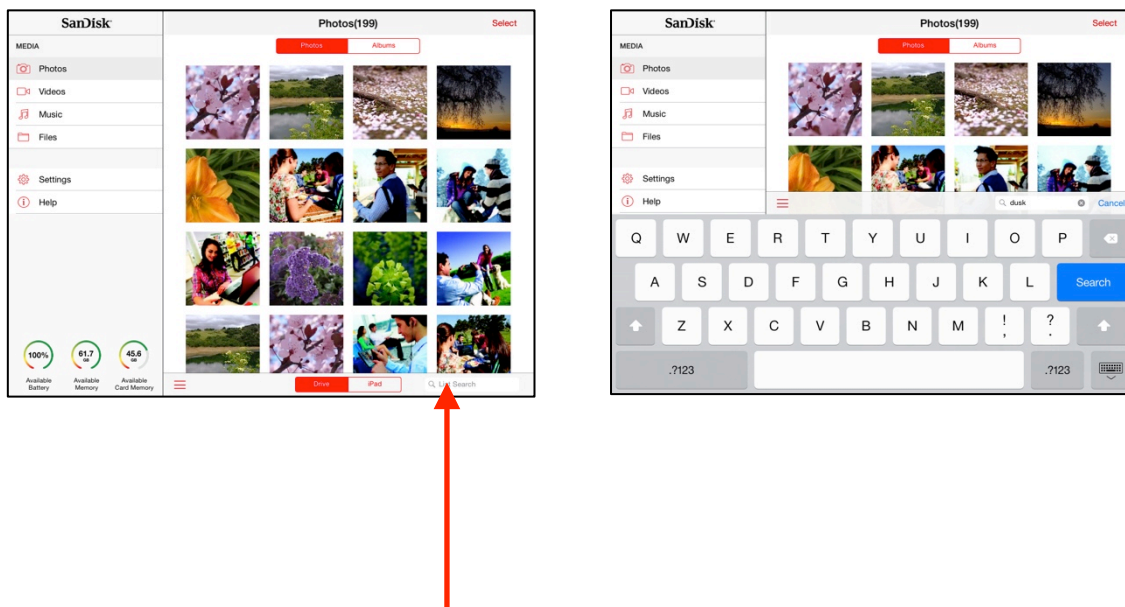 SanDisk
Photos(199)
Select
MEDIA
Photos
Albums
Photos
Videos
Music
Files
Settings
Help
100%
61.7
GB
45.6
GB
Available
Battery
Available
Memory
Available
Card Memory
Drive
iPad
List Search
SanDisk
Photos(199)
Select
MEDIA
Photos
Albums
Photos
Videos
Music
Files
Settings
Help
dusk
Cancel
Q W E R T Y U I O P
A S D F G H J K L Search
Z X C V B N M ! , ? .
.?123 .?123